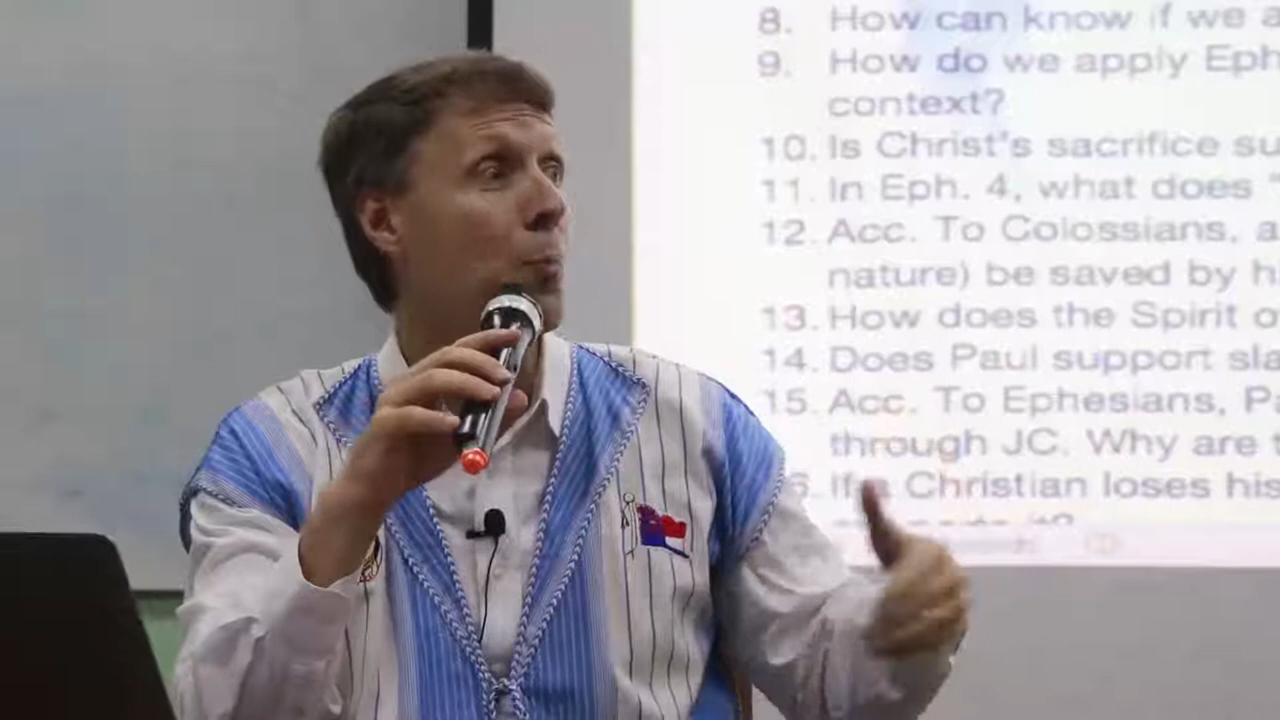 8. How can know if we a
9. How do we apply Eph
context?
10. Is Christ's sacrifice su
11. In Eph. 4, what does "
12. Acc. To Colossians, a
nature) be saved by h
13. How does the Spirit o
14. Does Paul support sla
15. Acc. To Ephesians, P
through JC. Why are t
Christian loses his